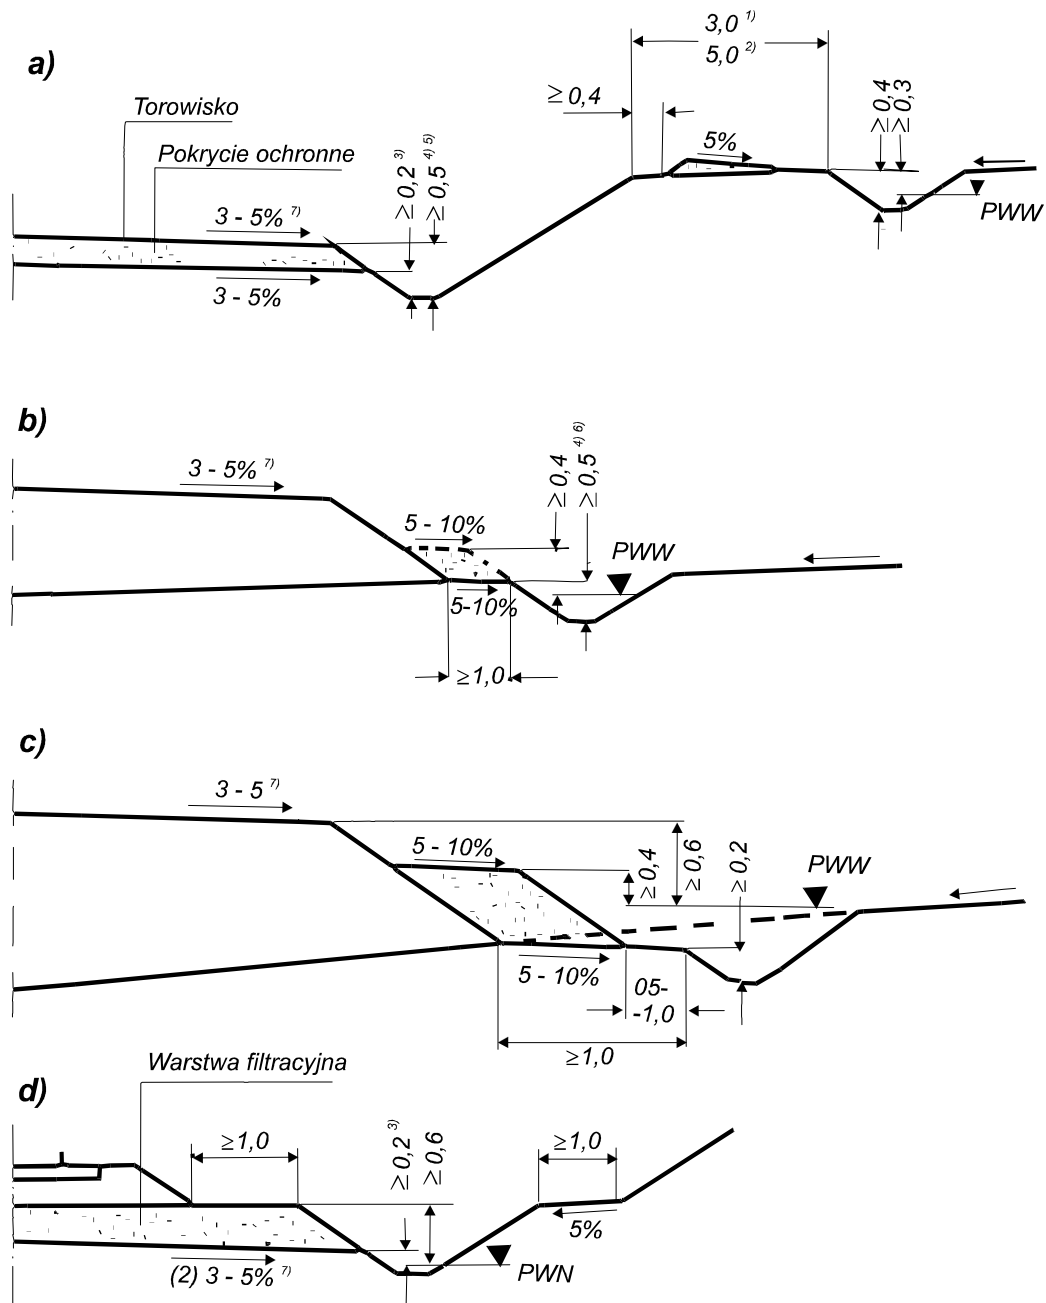 a)
3,0 1)
5,0 2)
≥ 0,4
≥ 0,4
≥ 0,3
Torowisko
Pokrycie ochronne
5%
≥ 0,2 3)
≥ 0,5 4) 5)
PWW
3 - 5% 7)
3 - 5%
b)
3 - 5% 7)
5 - 10%
≥ 0,4
≥ 0,5 4) 6)
PWW
5-10%
≥1,0
c)
3 - 5 7)
5 - 10%
≥ 0,4
≥ 0,6
≥ 0,2
PWW
5 - 10%
05-
-1,0
≥1,0
Warstwa filtracyjna
d)
≥1,0
≥ 0,2 3)
≥ 0,6
≥1,0
5%
(2) 3 - 5% 7)
PWN